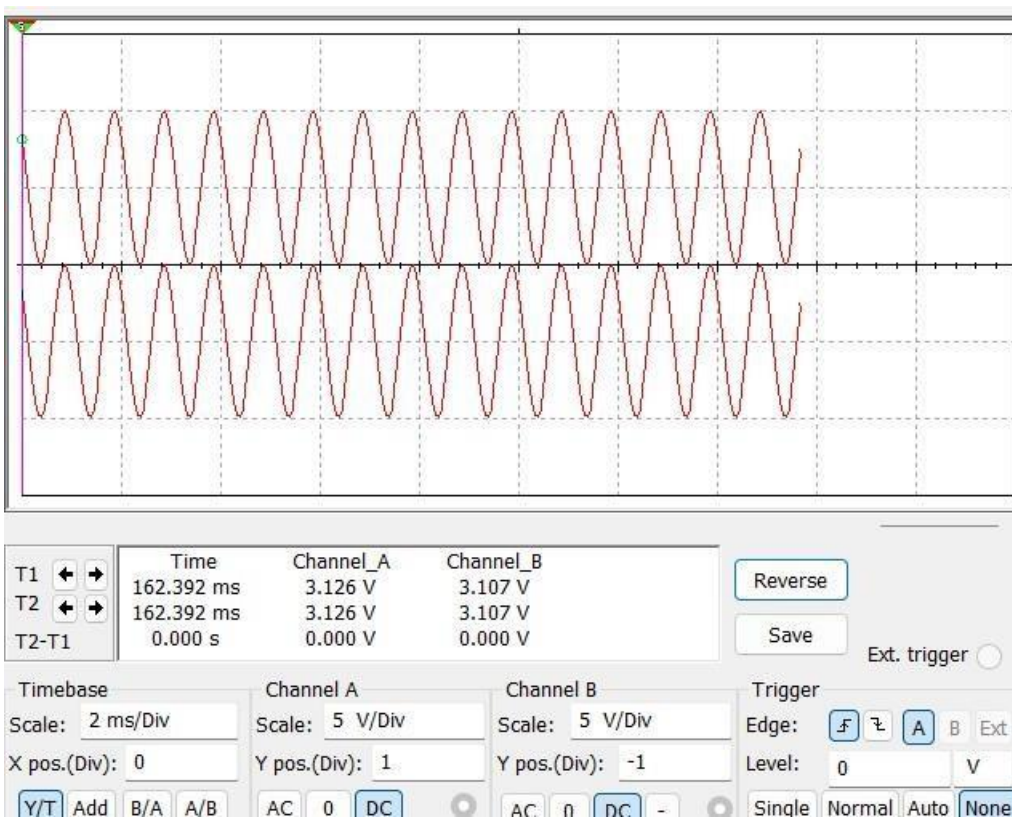 Time Channel_A Channel_B
T1 162.392 ms 3.126 V 3.107 V
T2 162.392 ms 3.126 V 3.107 V
T2-T1 0.000 s 0.000 V 0.000 V
Reverse
Save
Ext. trigger
Timebase
Scale: 2 ms/Div
X pos.(Div): 0
Y/T Add B/A A/B
Channel A
Scale: 5 V/Div
Y pos.(Div): 1
AC 0 DC
Channel B
Scale: 5 V/Div
Y pos.(Div): -1
AC 0 DC -
Trigger
Edge: A B Ext
Level: 0 V
Single Normal Auto None